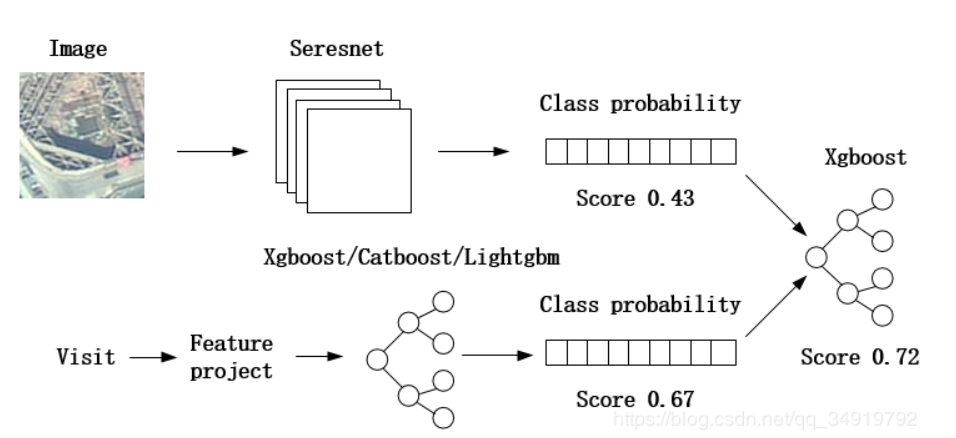 Image
Seresnet
Class probability
Score 0.43
Xgboost
Xgboost/Catboost/Lightgbm
Visit
Feature
project
Class probability
Score 0.67
Score 0.72
https://blog.csdn.net/qq_34919792